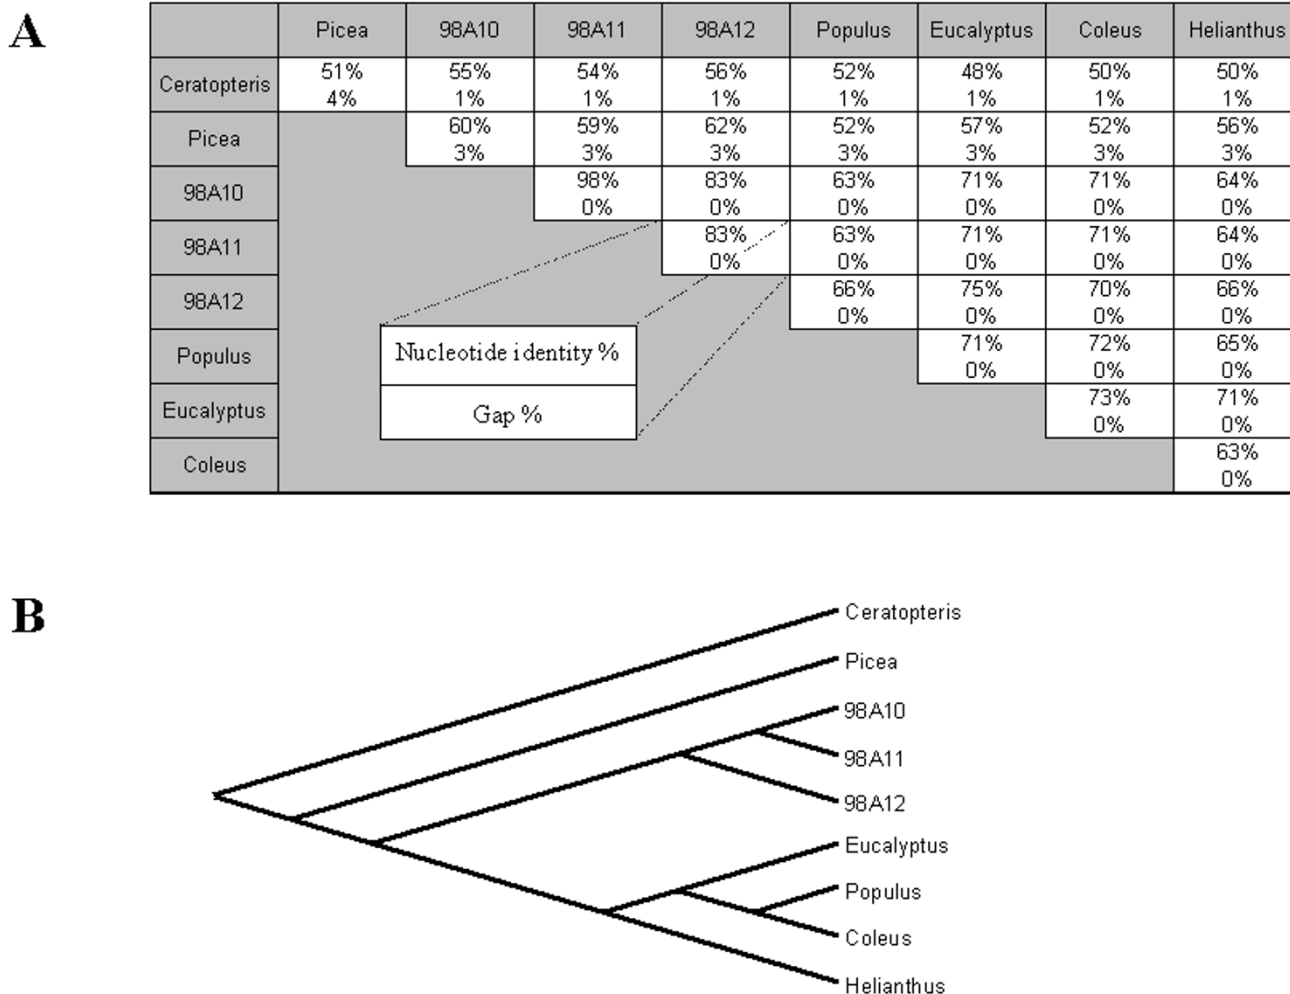 A
Picea 98A10 98A11 98A12 Populus Eucalyptus Coleus Helianthus
Ceratopteris 51% 55% 54% 56% 52% 48% 50% 50%
4% 1% 1% 1% 1% 1% 1% 1%
Picea 60% 59% 62% 52% 57% 52% 56%
3% 3% 3% 3% 3% 3% 3%
98A10 98% 83% 63% 71% 71% 64%
0% 0% 0% 0% 0% 0%
98A11 83% 63% 71% 71% 64%
0% 0% 0% 0% 0%
98A12 66% 75% 70% 66%
0% 0% 0% 0%
Populus 71% 72% 65%
0% 0% 0%
Eucalyptus 73% 71%
0% 0%
Coleus 63%
0%
Nucleotide identity %
Gap %
B
Ceratopteris
Picea
98A10
98A11
98A12
Eucalyptus
Populus
Coleus
Helianthus